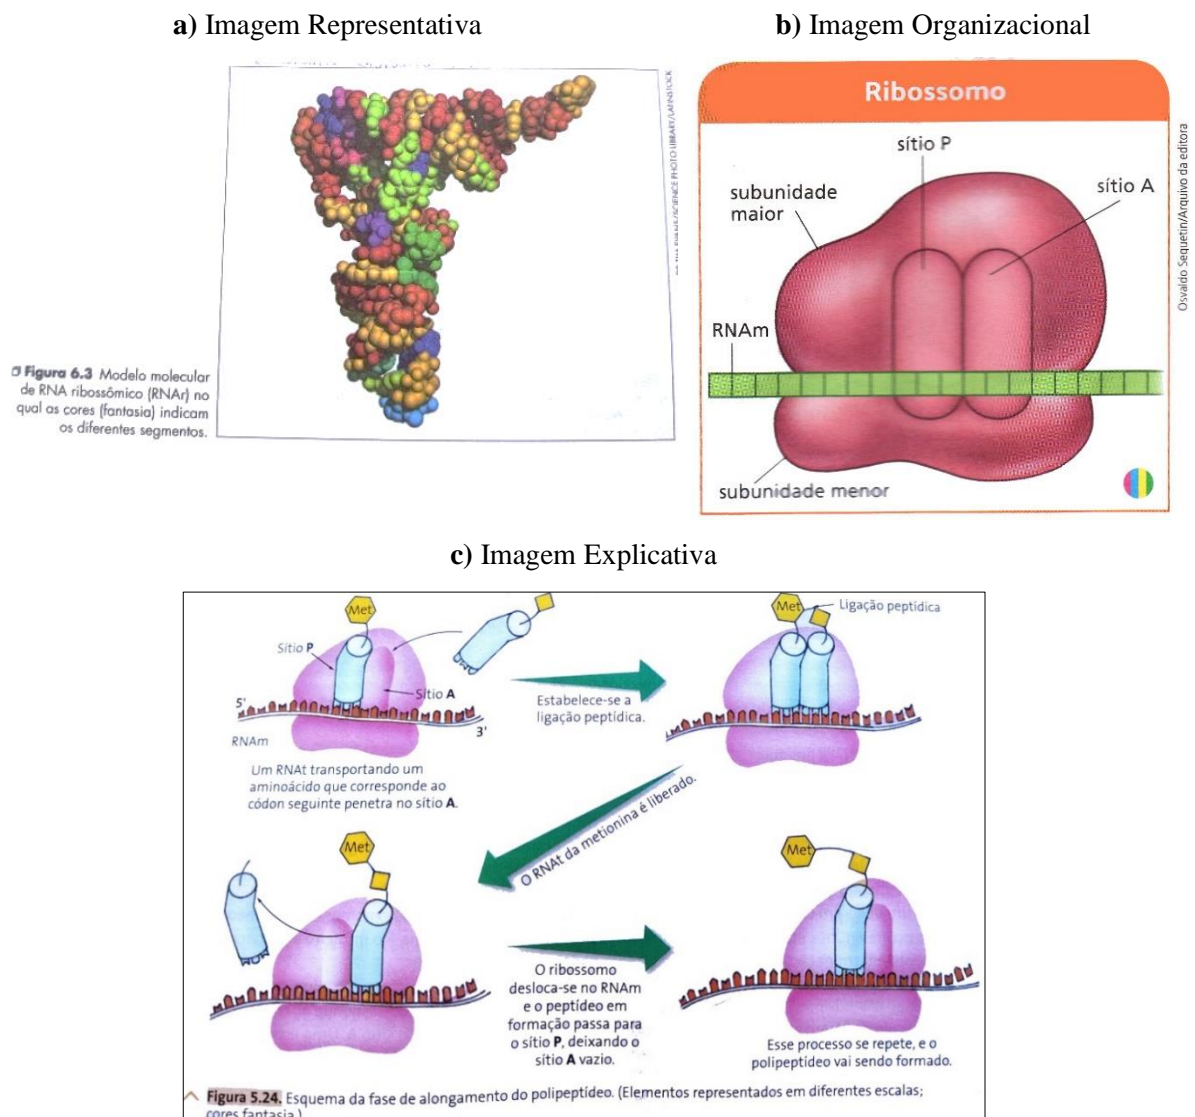 a) Imagem Representativa
Figura 6.3 Modelo molecular
de RNA ribossômico (RNAr) no
qual as cores (fantasia) indicam
os diferentes segmentos.
b) Imagem Organizacional
Ribossomo
sítio P
sítio A
subunidade
maior
RNAm
subunidade menor
Osvaldo Sequetin/Arquivo da editora
c) Imagem Explicativa
Met
Sítio P
Sítio A
5'
3'
RNAm
Um RNAt transportando um
aminoácido que corresponde ao
códon seguinte penetra no sítio A.
Estabelece-se a
ligação peptídica.
Met
Ligação peptídica
O RNAt da metionina é liberado.
Met
O ribossomo
desloca-se no RNAm
e o peptídeo em
formação passa para
o sítio P, deixando o
sítio A vazio.
Met
Esse processo se repete, e o
polipeptídeo vai sendo formado.
Figura 5.24. Esquema da fase de alongamento do polipeptídeo. (Elementos representados em diferentes escalas;
cores fantasia.)